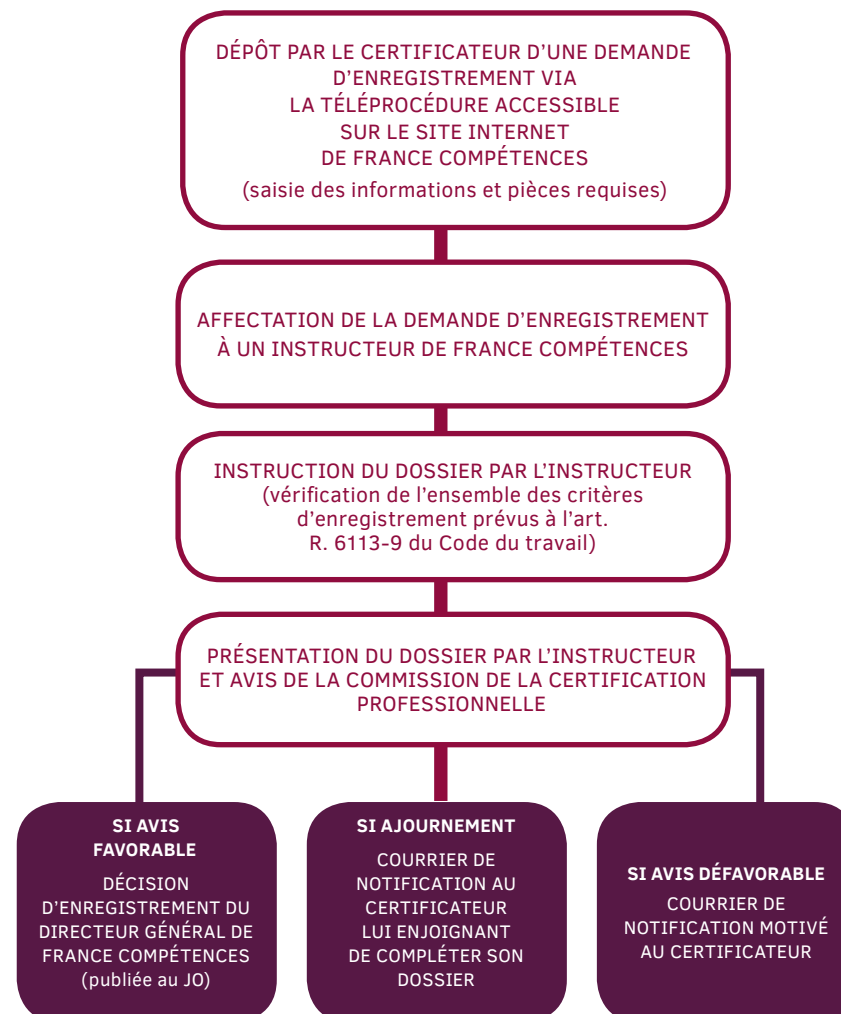 DÉPÔT PAR LE CERTIFICATEUR D’UNE DEMANDE
D’ENREGISTREMENT VIA
LA TÉLÉPROCÉDURE ACCESSIBLE
SUR LE SITE INTERNET
DE FRANCE COMPÉTENCES
(saisie des informations et pièces requises)
AFFECTATION DE LA DEMANDE D’ENREGISTREMENT
À UN INSTRUCTEUR DE FRANCE COMPÉTENCES
INSTRUCTION DU DOSSIER PAR L’INSTRUCTEUR
(vérification de l’ensemble des critères
d’enregistrement prévus à l’art.
R. 6113-9 du Code du travail)
PRÉSENTATION DU DOSSIER PAR L’INSTRUCTEUR
ET AVIS DE LA COMMISSION DE LA CERTIFICATION
PROFESSIONNELLE
SI AVIS
FAVORABLE
DÉCISION
D’ENREGISTREMENT DU
DIRECTEUR GÉNÉRAL DE
FRANCE COMPÉTENCES
(publiée au JO)
SI AJOURNEMENT
COURRIER DE
NOTIFICATION AU
CERTIFICATEUR
LUI ENJOIGNANT
DE COMPLÉTER SON
DOSSIER
SI AVIS DÉFAVORABLE
COURRIER DE
NOTIFICATION MOTIVÉ
AU CERTIFICATEUR